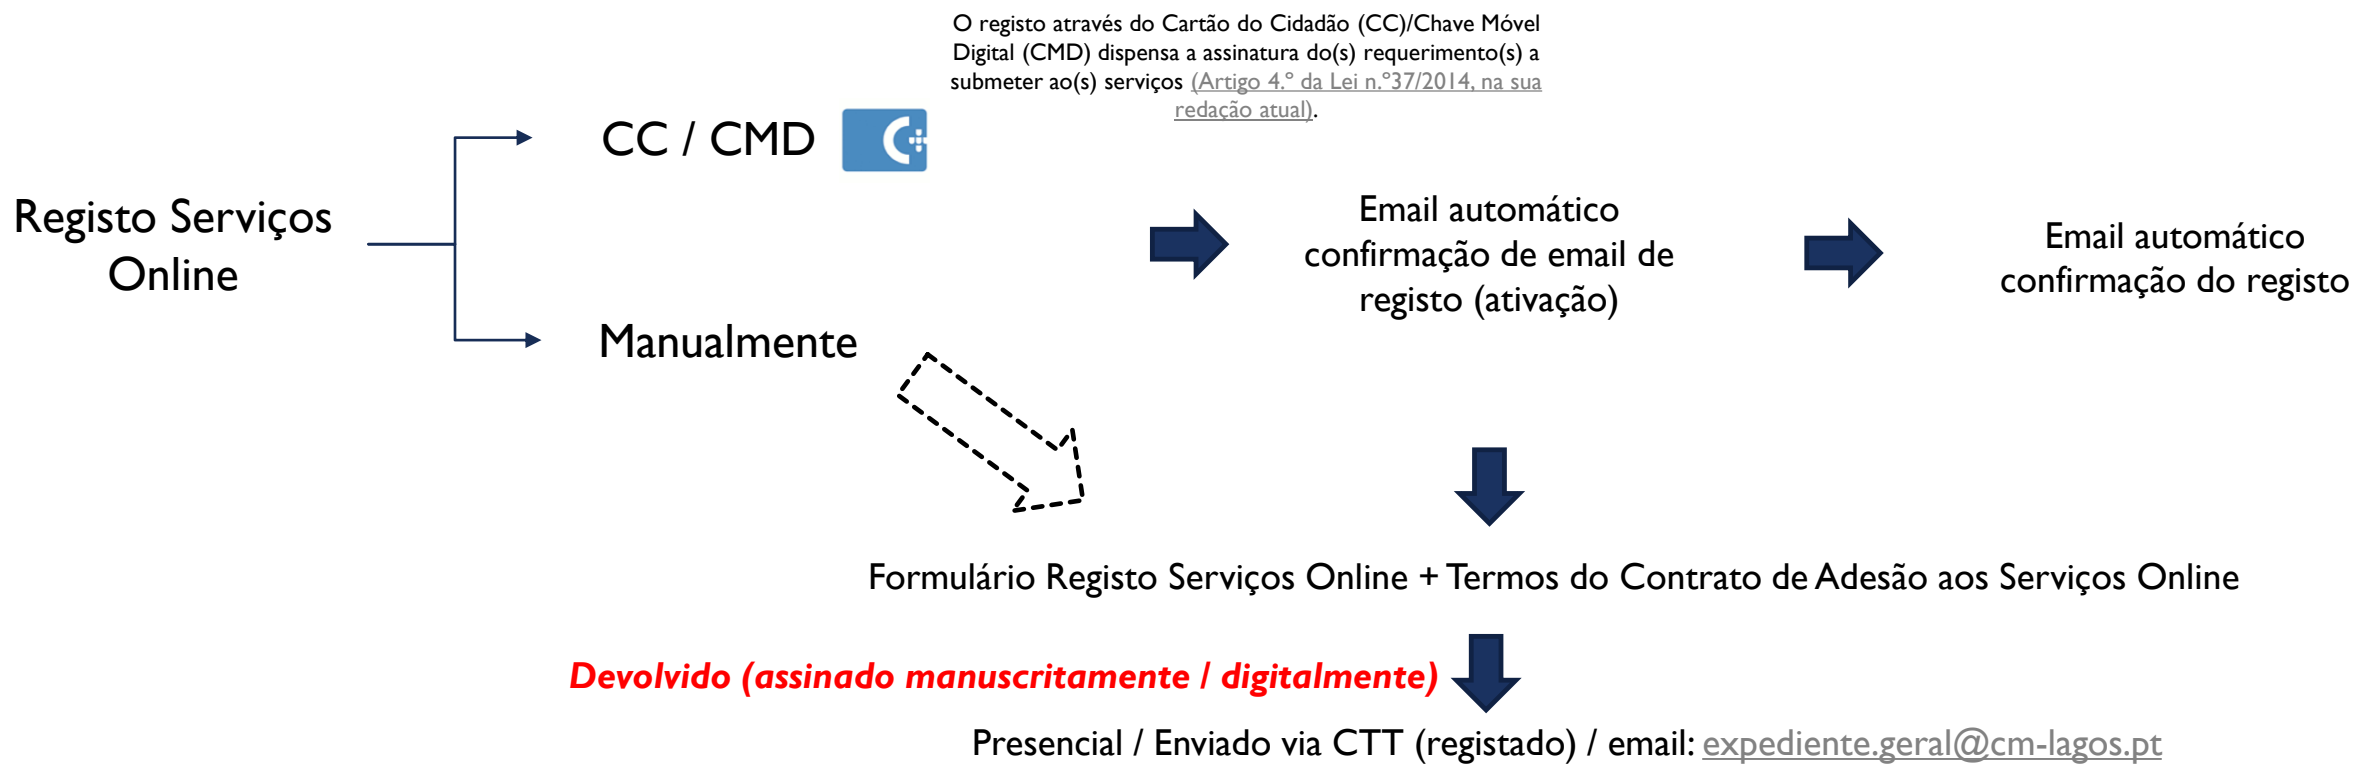 O registo através do Cartão do Cidadão (CC)/Chave Móvel
Digital (CMD) dispensa a assinatura do(s) requerimento(s) a
submeter ao(s) serviços (Artigo 4.º da Lei n.º37/2014, na sua
redação atual).
CC / CMD
Registo Serviços
Online
Manualmente
Email automático
confirmação de email de
registo (ativação)
Email automático
confirmação do registo
Formulário Registo Serviços Online + Termos do Contrato de Adesão aos Serviços Online
Devolvido (assinado manuscritamente / digitalmente)
Presencial / Enviado via CTT (registado) / email: expediente.geral@cm-lagos.pt